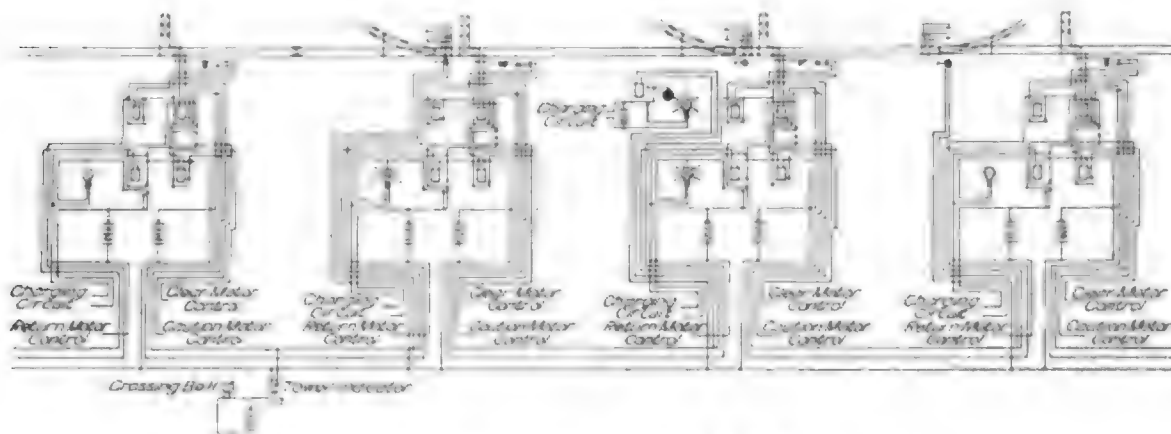 Charging
Circuit
Charging
Circuit
Return Motor
Control
Clear Motor
Control
Caution Motor
Control
Charging
Circuit
Return Motor
Control
Clear Motor
Control
Caution Motor
Control
Charging
Circuit
Return Motor
Control
Clear Motor
Control
Caution Motor
Control
Charging
Circuit
Return Motor
Control
Clear Motor
Control
Caution Motor
Control
Crossing Bell
Tower Indicator